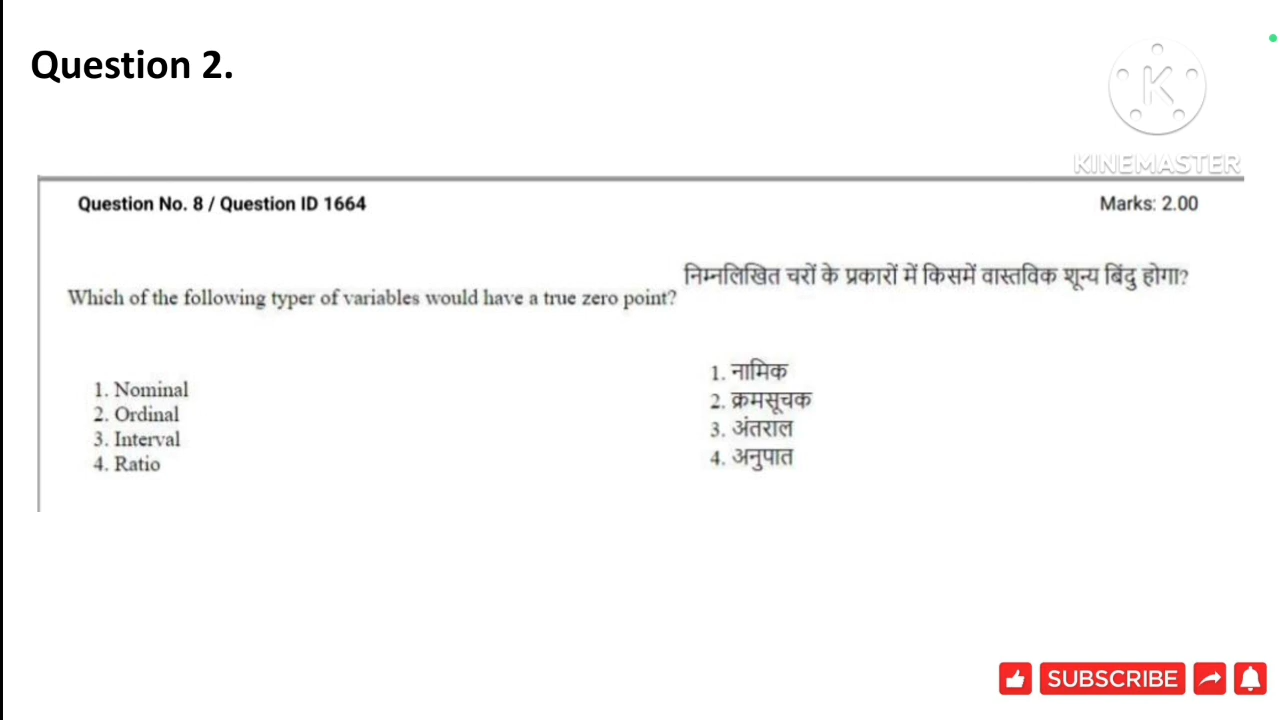 Question 2.
K
KINEMASTER
Question No. 8 / Question ID 1664
Marks: 2.00
Which of the following typer of variables would have a true zero point?
1. Nominal
2. Ordinal
3. Interval
4. Ratio
निम्नलिखित चरों के प्रकारों में किसमें वास्तविक शून्य बिंदु होगा?
1. नामिक
2. क्रमसूचक
3. अंतराल
4. अनुपात
SUBSCRIBE